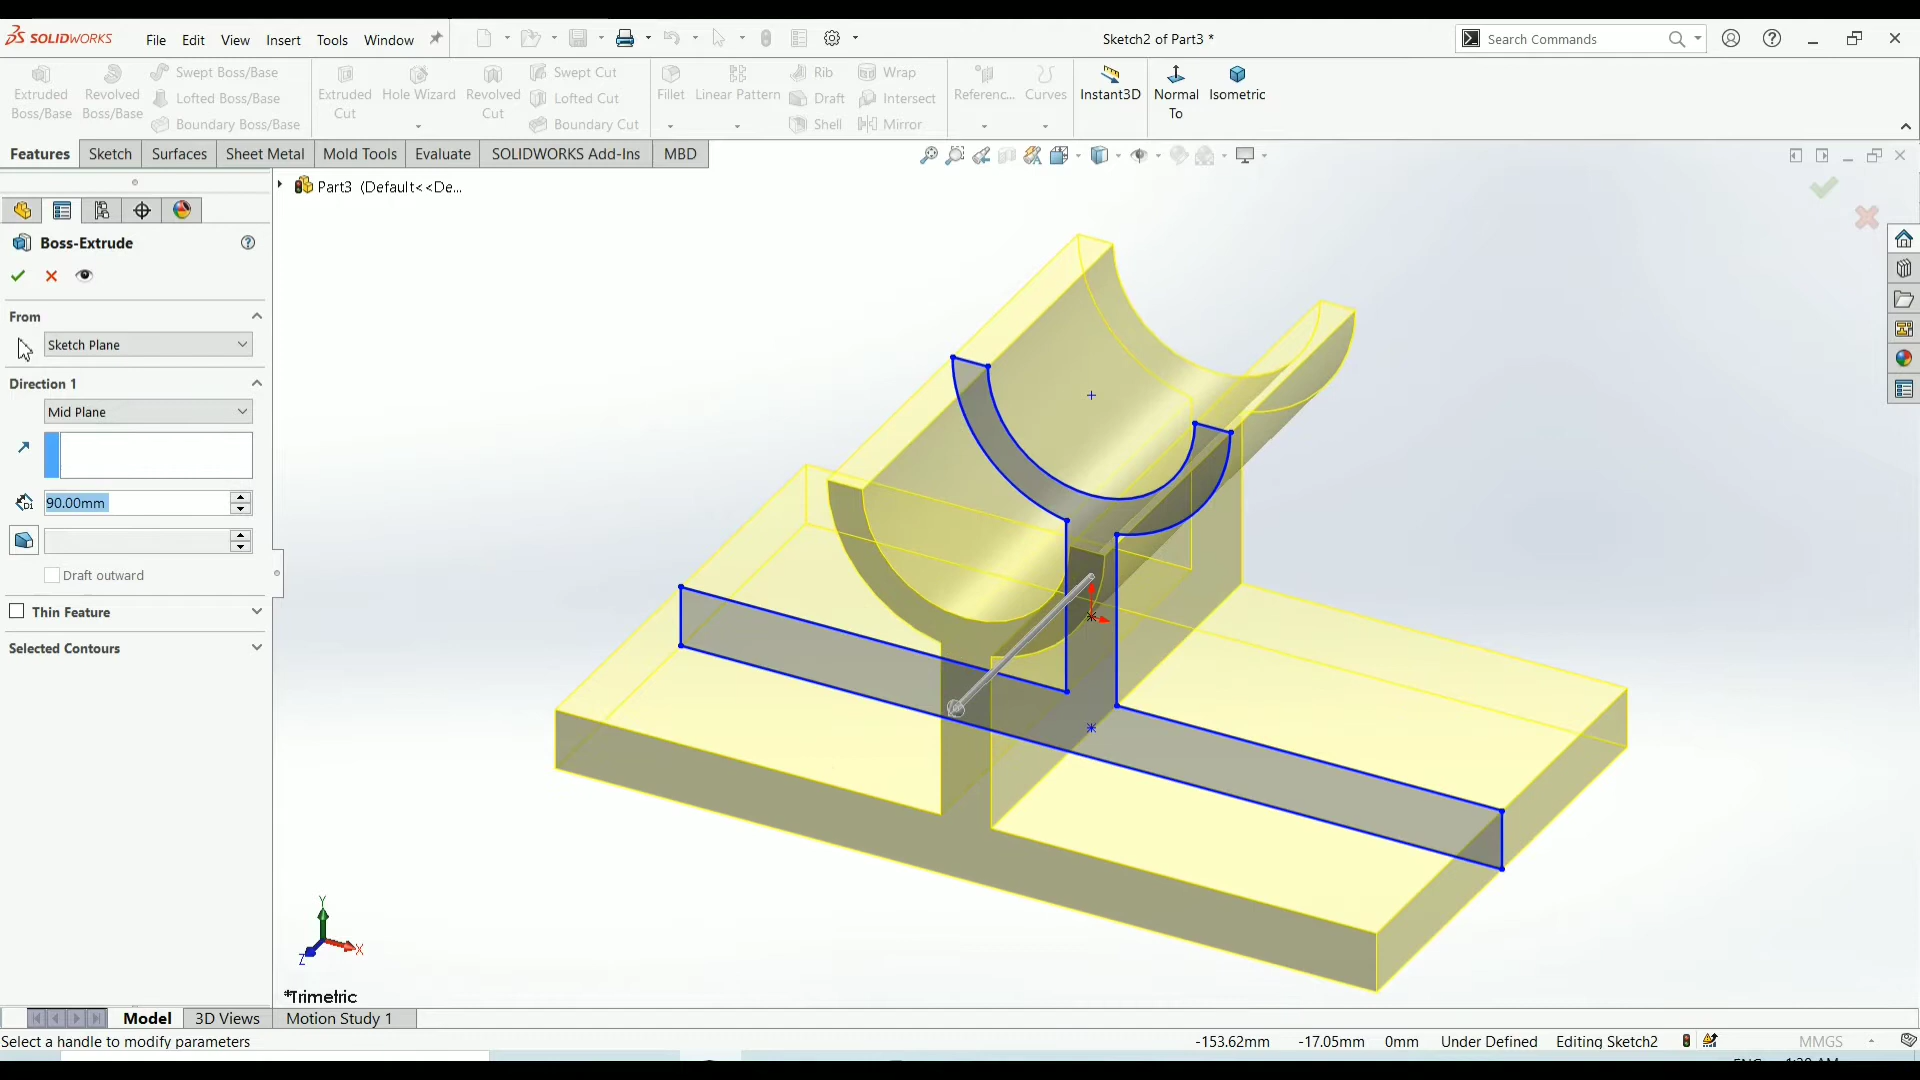 SOLIDWORKS File Edit View Insert Tools Window Sketch2 of Part3 * Search Commands
Extruded Boss/Base Revolved Boss/Base Swept Boss/Base Lofted Boss/Base Boundary Boss/Base
Extruded Cut Hole Wizard Revolved Cut Swept Cut Lofted Cut Boundary Cut
Fillet Linear Pattern Rib Draft Shell Wrap Intersect Mirror
Referenc... Curves Instant3D Normal To Isometric
Features Sketch Surfaces Sheet Metal Mold Tools Evaluate SOLIDWORKS Add-Ins MBD
Part3 (Default<<De...
Boss-Extrude
From
Sketch Plane
Direction 1
Mid Plane
90.00mm
Draft outward
Thin Feature
Selected Contours
Y
X
Z
*Trimetric
Model 3D Views Motion Study 1
Select a handle to modify parameters -153.62mm -17.05mm 0mm Under Defined Editing Sketch2 MMGS